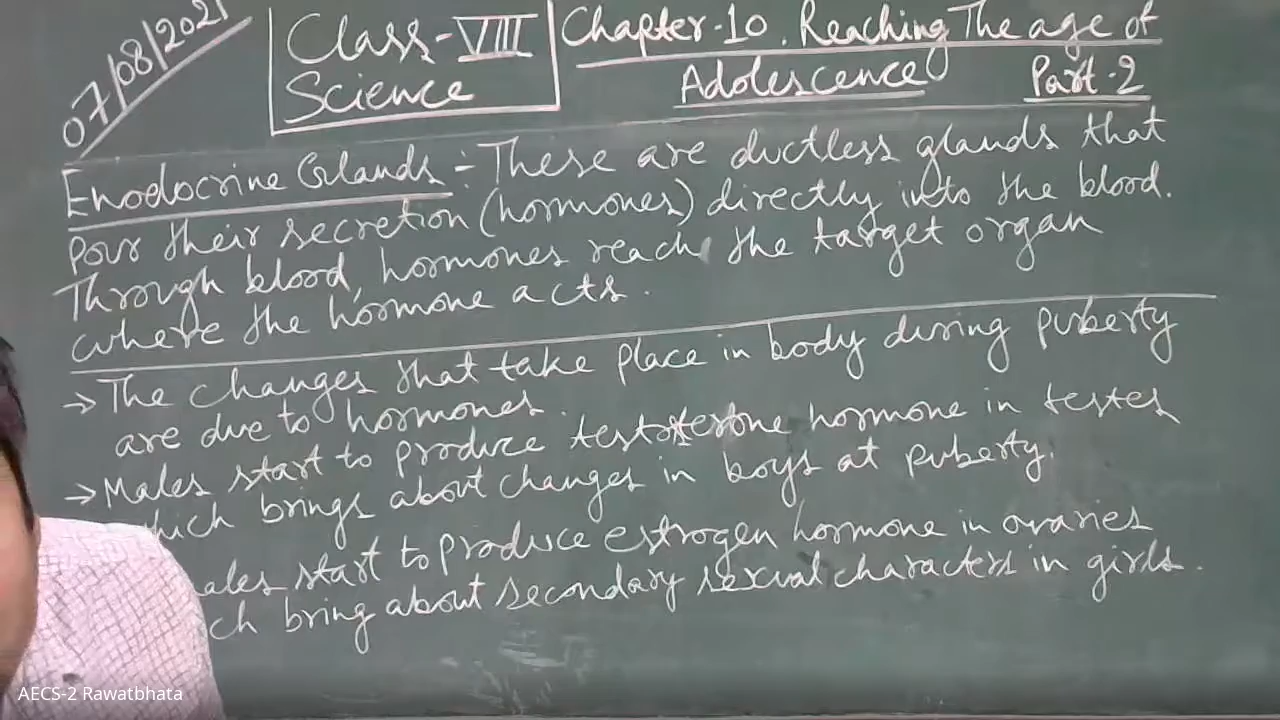 07/08/2021
Class-VIII
Science
Chapter-10. Reaching The age of
Adolescence Part-2
Enodocrine Glands :- These are ductless glands that
Pour their secretion (hormones) directly into the blood.
Through blood, hormones reach the target organ
where the hormone acts.
→ The changes that take place in body during puberty
are due to hormones.
→ Males start to produce testosterone hormone in testes
which brings about changes in boys at puberty.
ales start to produce estrogen hormone in ovaries
ch bring about secondary sexual characters in girls.
AECS-2 Rawatbhata